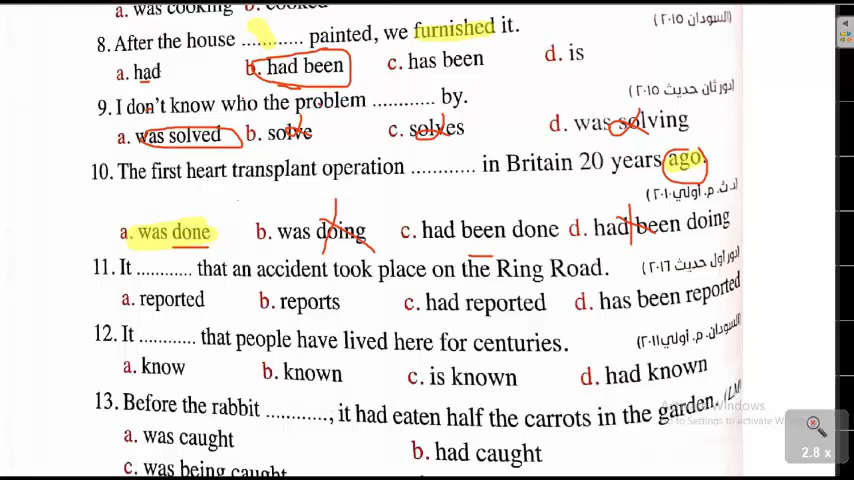 a. was cooking b. cooked
(السودان ٢٠١٥)
8. After the house ............ painted, we furnished it.
a. had b. had been c. has been d. is
(دور ثان حديث ٢٠١٥)
9. I don't know who the problem ............ by.
a. was solved b. solve c. solves d. was solving
10. The first heart transplant operation ............ in Britain 20 years ago.
(د.ث.م. أولي ٢٠١٠)
a. was done b. was doing c. had been done d. had been doing
(دور أول حديث ٢٠١٦)
11. It ............ that an accident took place on the Ring Road.
a. reported b. reports c. had reported d. has been reported
(السودان.م. أولي ٢٠١١)
12. It ............ that people have lived here for centuries.
a. know b. known c. is known d. had known
13. Before the rabbit ............, it had eaten half the carrots in the garden. (LM)
a. was caught b. had caught
c. was being caught
Windows
to Settings to activate
2.8 x